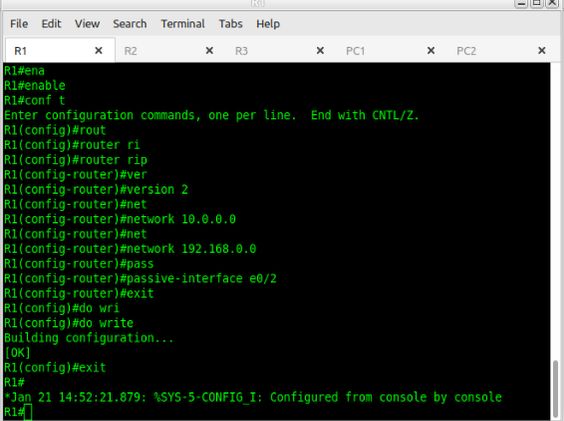 R1
File Edit View Search Terminal Tabs Help
R1 × R2 × R3 × PC1 × PC2 ×
R1#ena
R1#enable
R1#conf t
Enter configuration commands, one per line.  End with CNTL/Z.
R1(config)#rout
R1(config)#router ri
R1(config)#router rip
R1(config-router)#ver
R1(config-router)#version 2
R1(config-router)#net
R1(config-router)#network 10.0.0.0
R1(config-router)#net
R1(config-router)#network 192.168.0.0
R1(config-router)#pass
R1(config-router)#passive-interface e0/2
R1(config-router)#exit
R1(config)#do wri
R1(config)#do write
Building configuration...
[OK]
R1(config)#exit
R1#
*Jan 21 14:52:21.879: %SYS-5-CONFIG_I: Configured from console by console
R1#